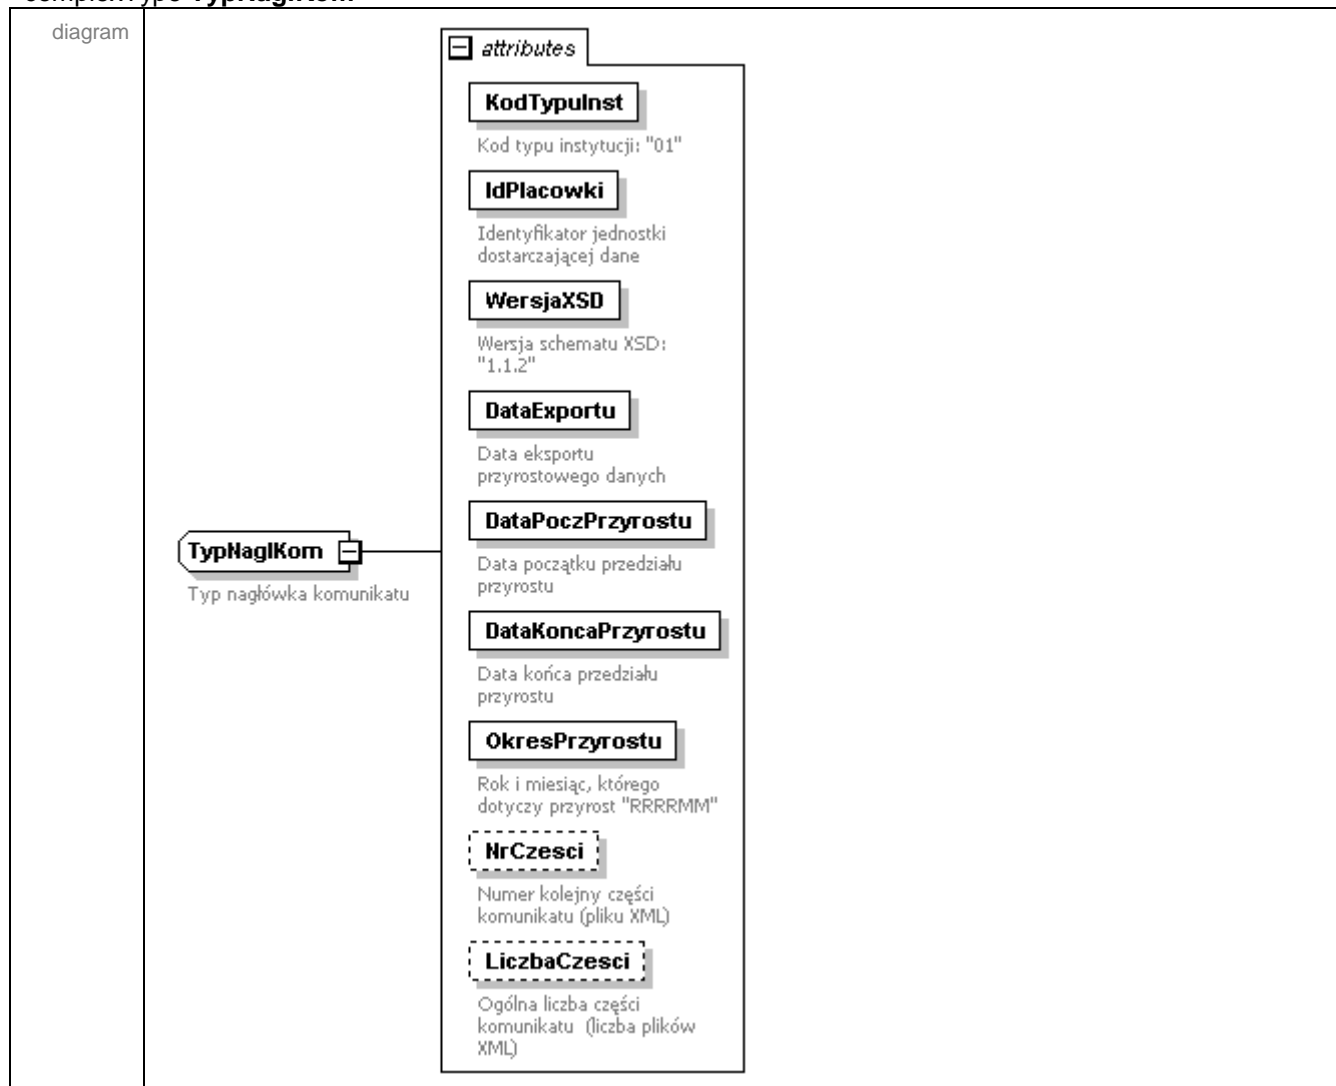 complexType TypNaglKom
diagram
attributes
KodTypuInst
Kod typu instytucji: "01"
IdPlacowki
Identyfikator jednostki
dostarczającej dane
WersjaXSD
Wersja schematu XSD:
"1.1.2"
DataExportu
Data eksportu
przyrostowego danych
DataPoczPrzyrostu
Data początku przedziału
przyrostu
DataKoncaPrzyrostu
Data końca przedziału
przyrostu
OkresPrzyrostu
Rok i miesiąc, którego
dotyczy przyrost "RRRRMM"
NrCzesci
Numer kolejny części
komunikatu (pliku XML)
LiczbaCzesci
Ogólna liczba części
komunikatu (liczba plików
XML)
TypNaglKom
Typ nagłówka komunikatu